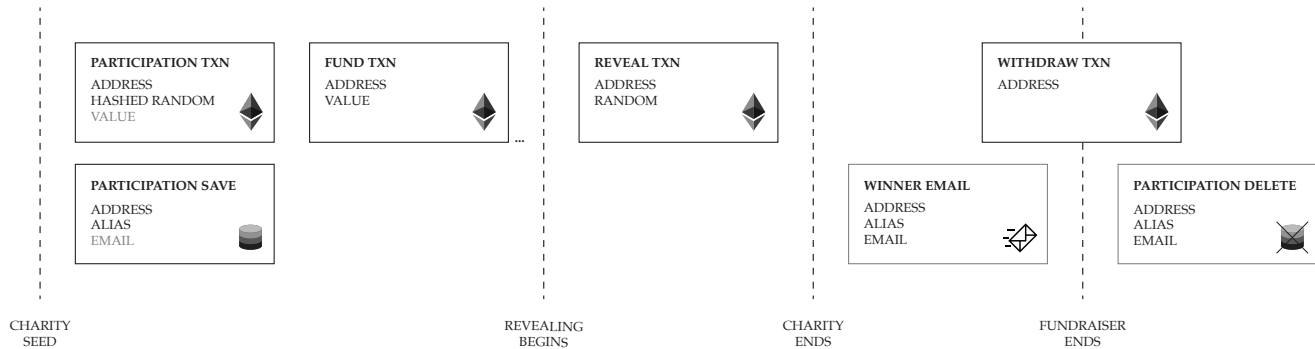 PARTICIPATION TXN
ADDRESS
HASHED RANDOM
VALUE
FUND TXN
ADDRESS
VALUE
...
REVEAL TXN
ADDRESS
RANDOM
WITHDRAW TXN
ADDRESS
PARTICIPATION SAVE
ADDRESS
ALIAS
EMAIL
WINNER EMAIL
ADDRESS
ALIAS
EMAIL
PARTICIPATION DELETE
ADDRESS
ALIAS
EMAIL
CHARITY
SEED
REVEALING
BEGINS
CHARITY
ENDS
FUNDRAISER
ENDS